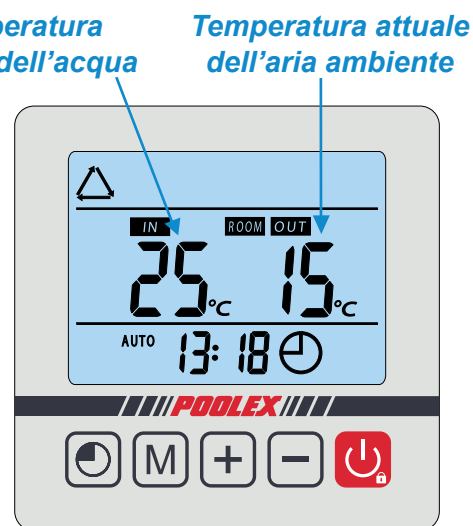 peratura Temperatura attuale
dell'acqua dell'aria ambiente
IN ROOM OUT
25 °C 15 °C
AUTO 13:18
POOLEX
M + −